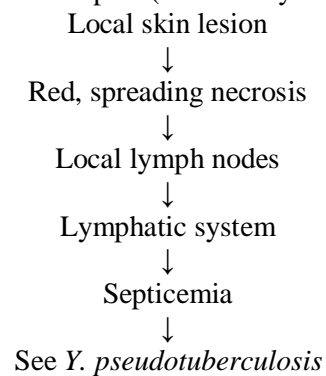 Local skin lesion
↓
Red, spreading necrosis
↓
Local lymph nodes
↓
Lymphatic system
↓
Septicemia
↓
See Y. pseudotuberculosis